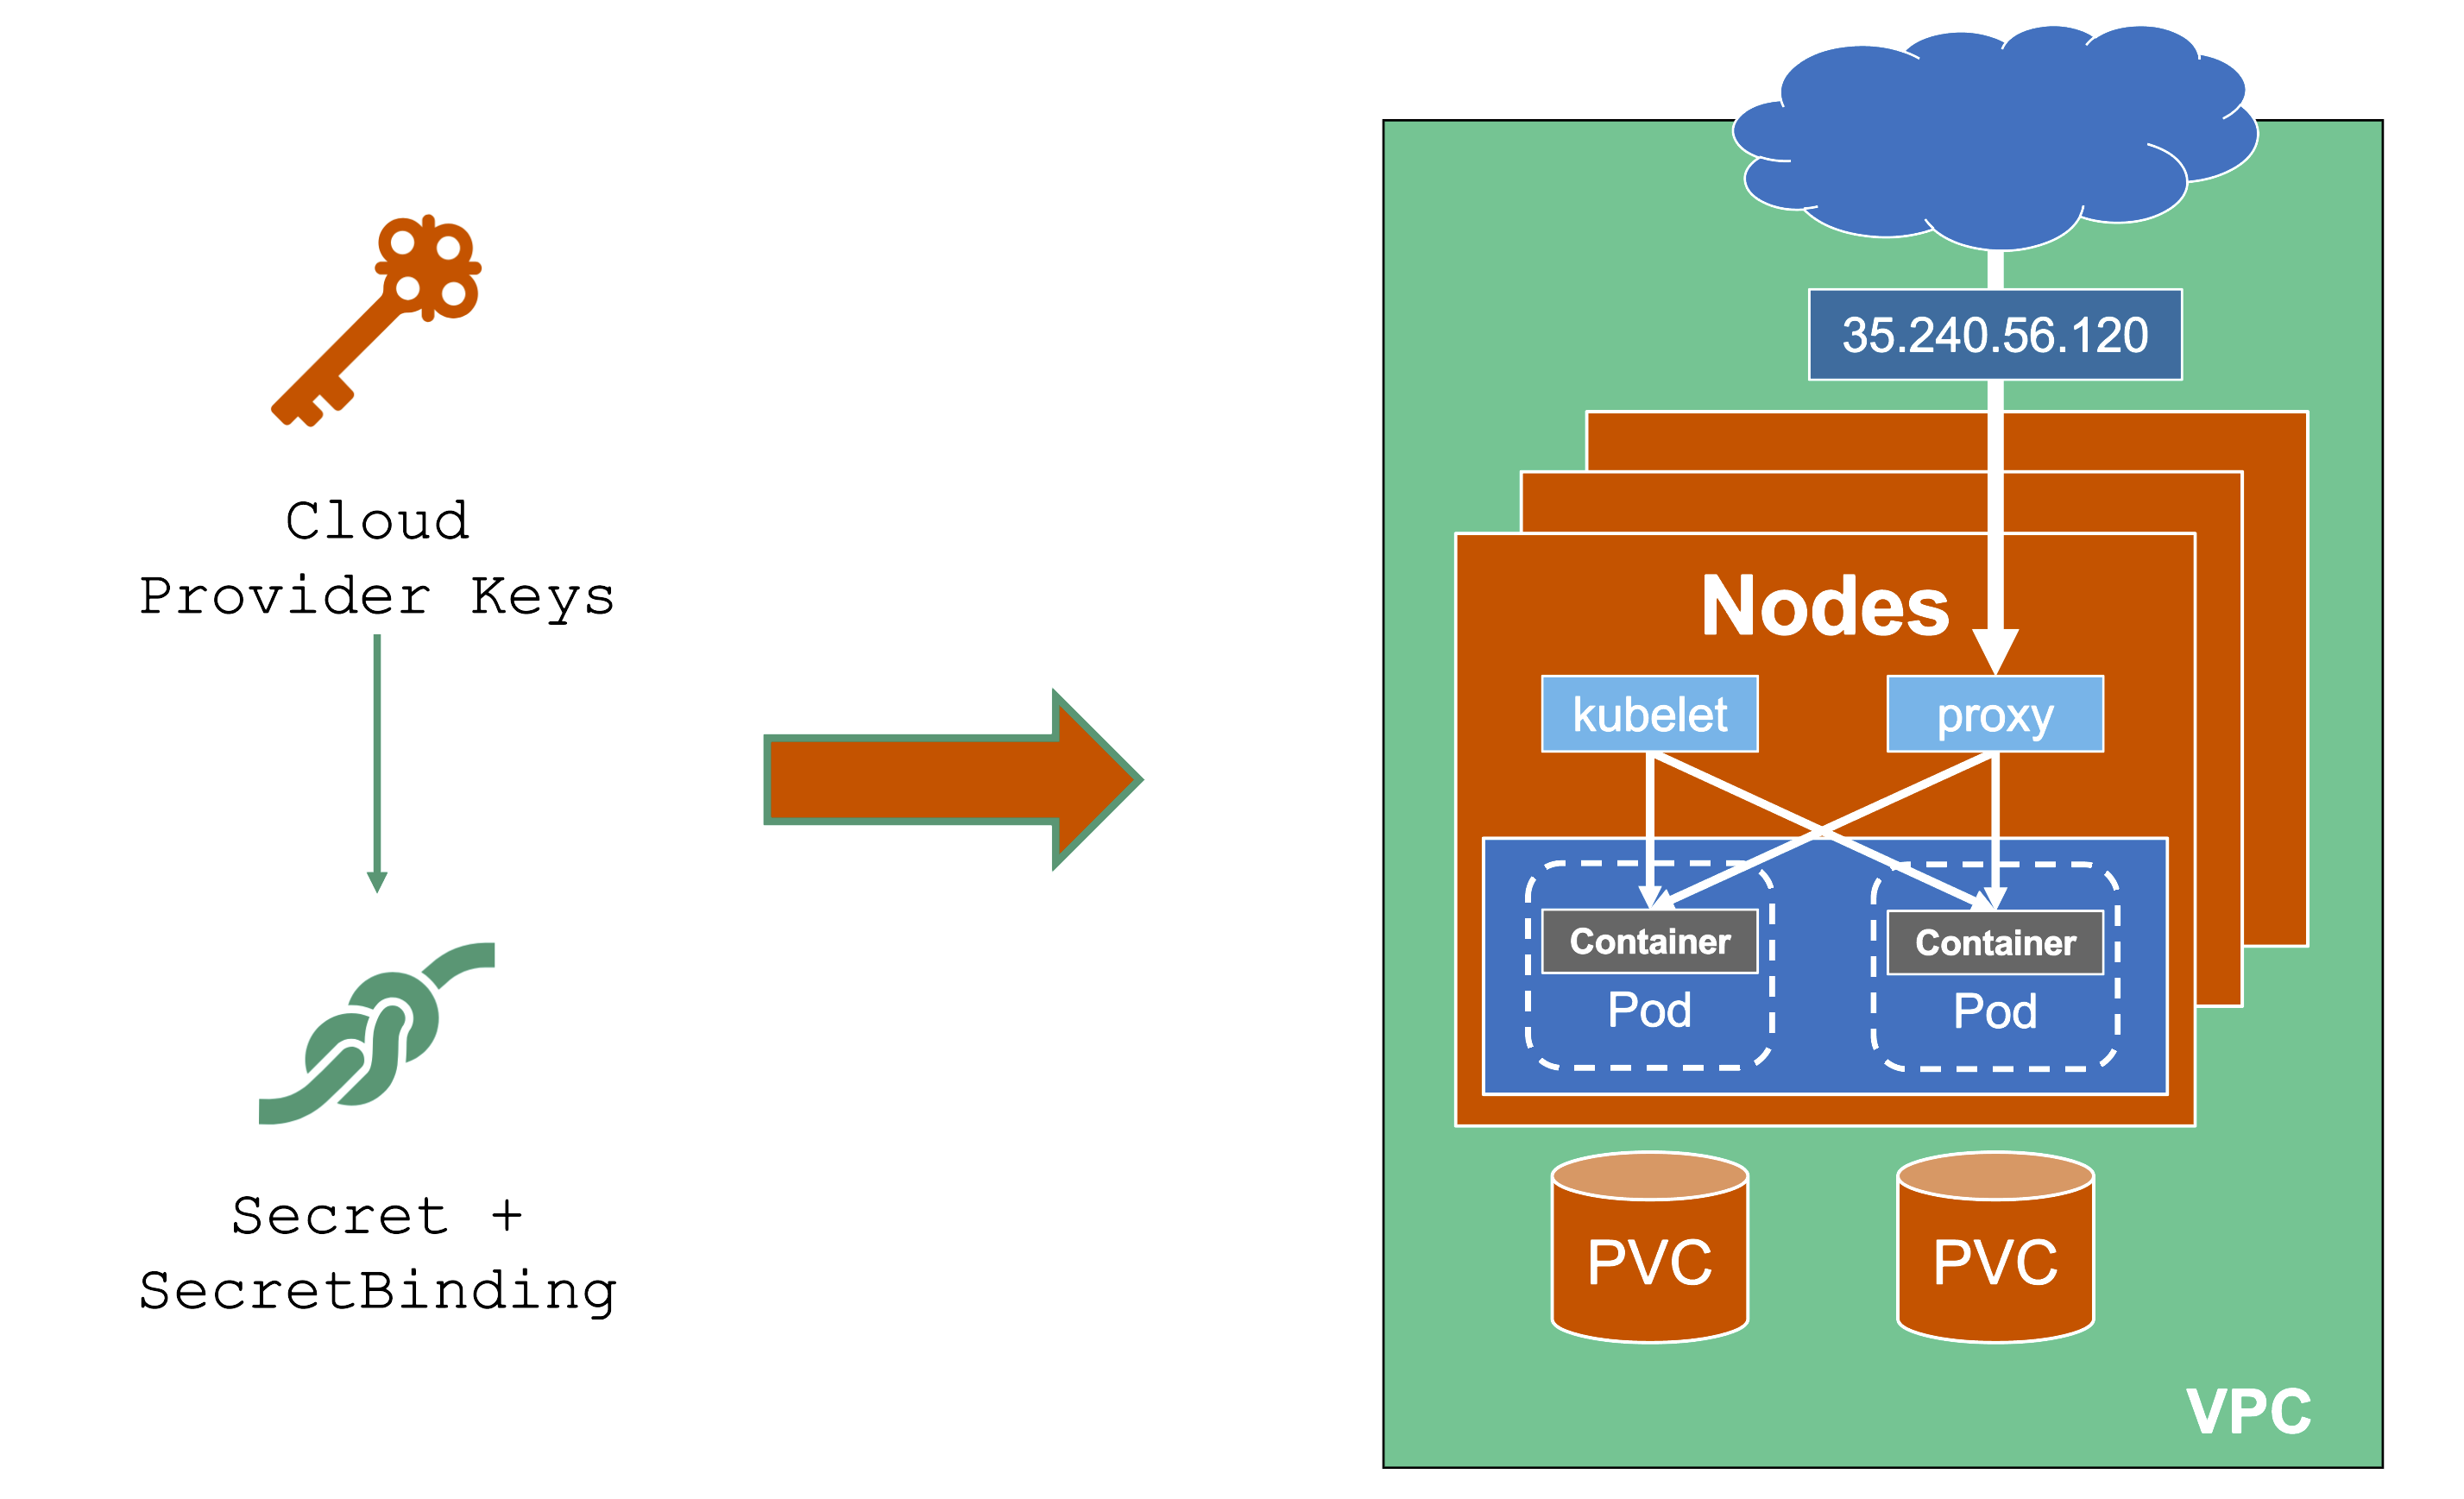 Cloud
Provider Keys
Secret +
SecretBinding
35.240.56.120
Nodes
kubelet
proxy
Container
Container
Pod
Pod
PVC
PVC
VPC